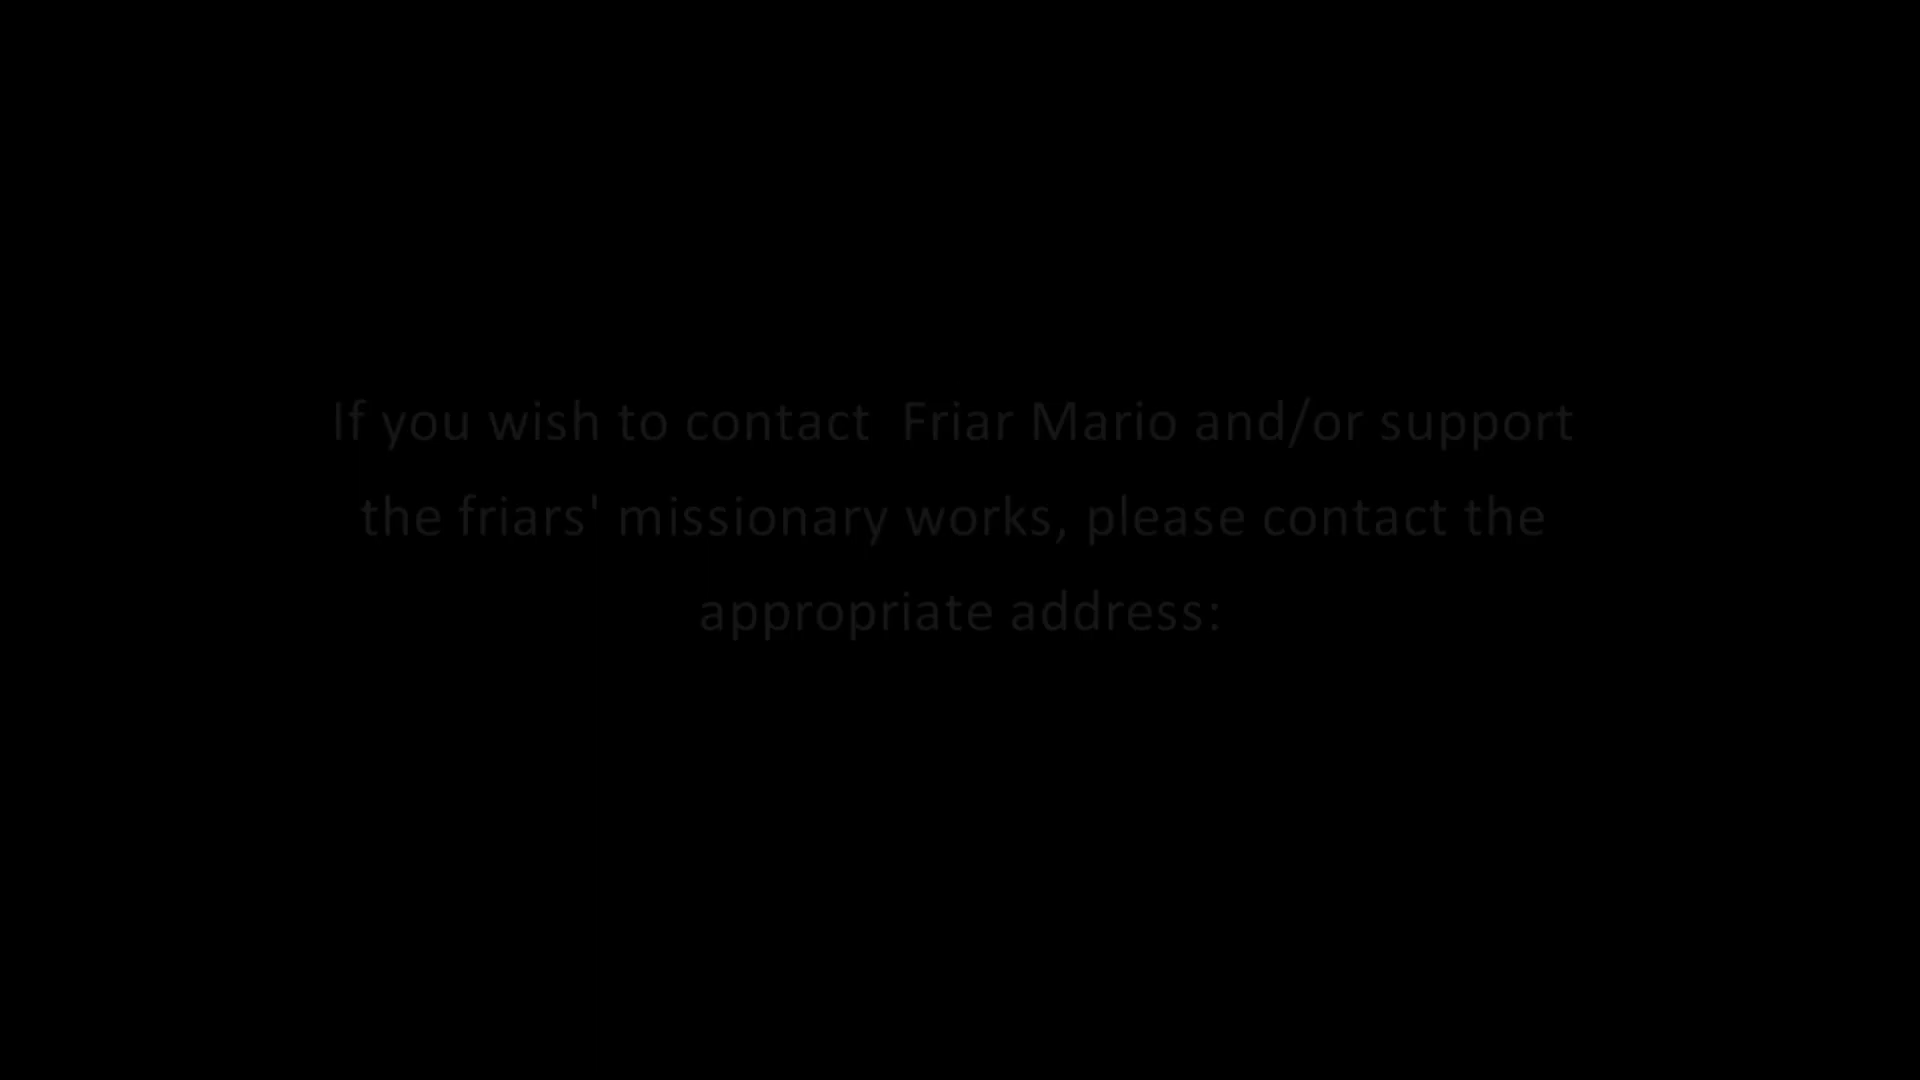 If you wish to contact  Friar Mario and/or support
the friars' missionary works, please contact the
appropriate address: